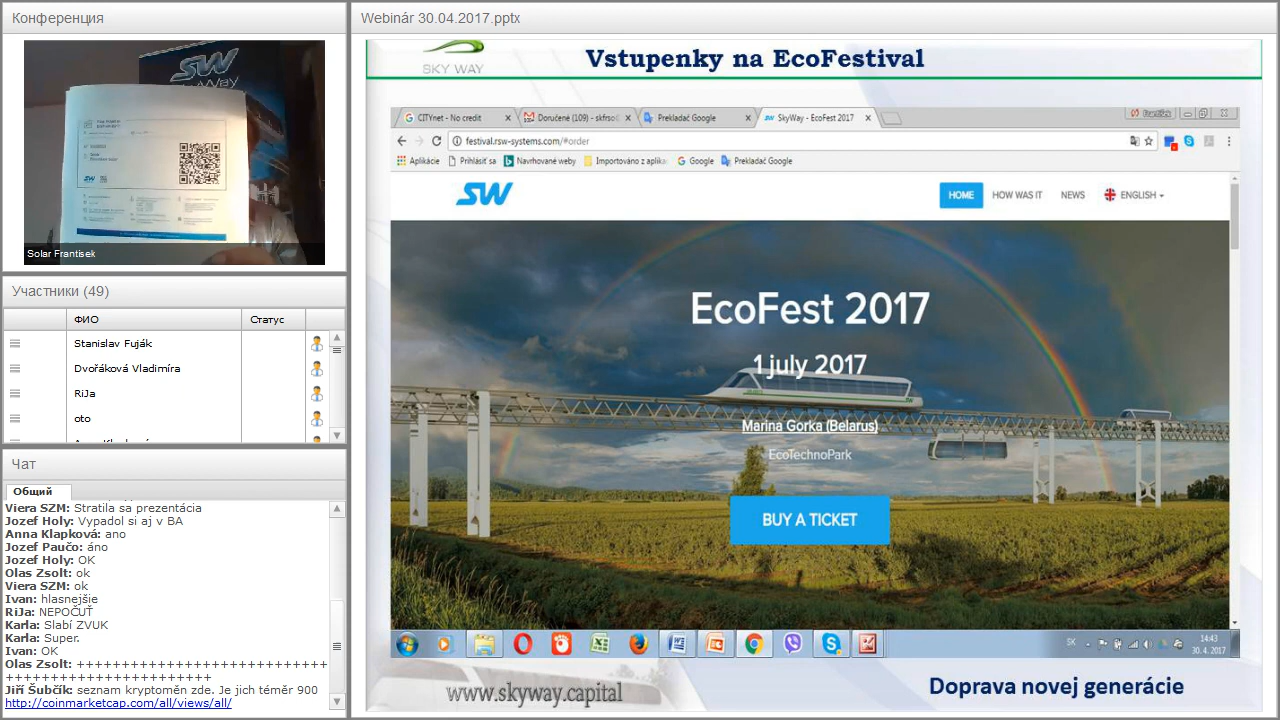 Конференция
Solar Frantisek
Участники (49)
ФИО
Статус
Stanislav Fuják
Dvořáková Vladimíra
RiJa
oto
Чат
Общий
Viera SZM: Stratila sa prezentácia
Jozef Holy: Vypadol si aj v BA
Anna Klapková: ano
Jozef Paučo: áno
Jozef Holy: OK
Olas Zsolt: ok
Viera SZM: ok
Ivan: hlasnejšie
RiJa: NEPOČUŤ
Karla: Slabí ZVUK
Karla: Super.
Ivan: OK
Olas Zsolt: + + + + + + + + + + + + + + + + + + + + + + + + + + + +
+ + + + + + + + + + + + + + + + + + + + + + +
Jiří Šubčík: seznam kryptoměn zde. Je jich téměr 900
http://coinmarketcap.com/all/views/all/
Webinár 30.04.2017.pptx
SKY WAY
Vstupenky na EcoFestival
CITYnet - No credit
Doručené (109) - skfrso
Prekladač Google
SkyWay - EcoFest 2017
František
festival.rsw-systems.com/#order
Aplikácie
Prihlásiť sa
Navrhované weby
Importováno z aplika
Google
Prekladač Google
SW
HOME
HOW WAS IT
NEWS
ENGLISH
EcoFest 2017
1 july 2017
Marina Gorka (Belarus)
EcoTechnoPark
BUY A TICKET
SK
14:43
30. 4. 2017
www.skyway.capital
Doprava novej generácie